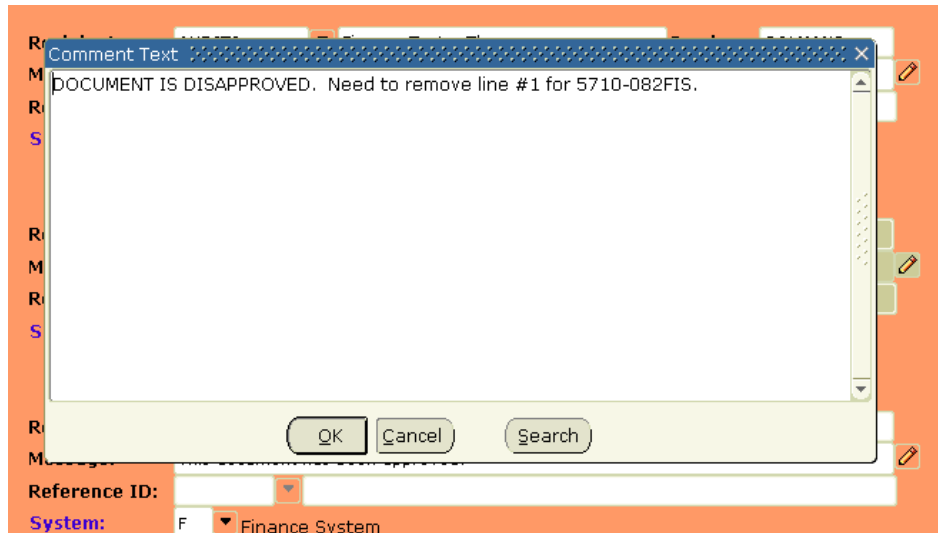 Comment Text
DOCUMENT IS DISAPPROVED.  Need to remove line #1 for 5710-082FIS.
OK Cancel Search
Reference ID:
System: F Finance System